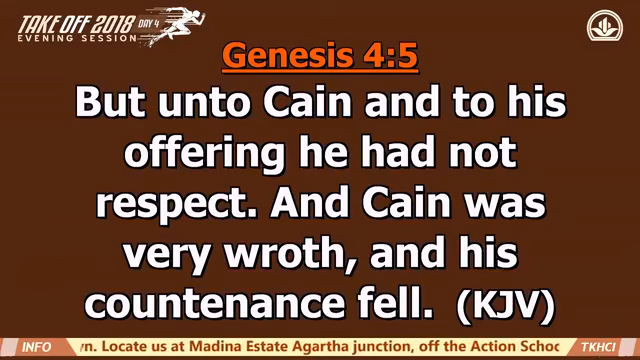 TAKE OFF 2018 DAY 4
EVENING SESSION
Genesis 4:5
But unto Cain and to his
offering he had not
respect. And Cain was
very wroth, and his
countenance fell. (KJV)
INFO wn. Locate us at Madina Estate Agartha junction, off the Action Schoo TKHCI